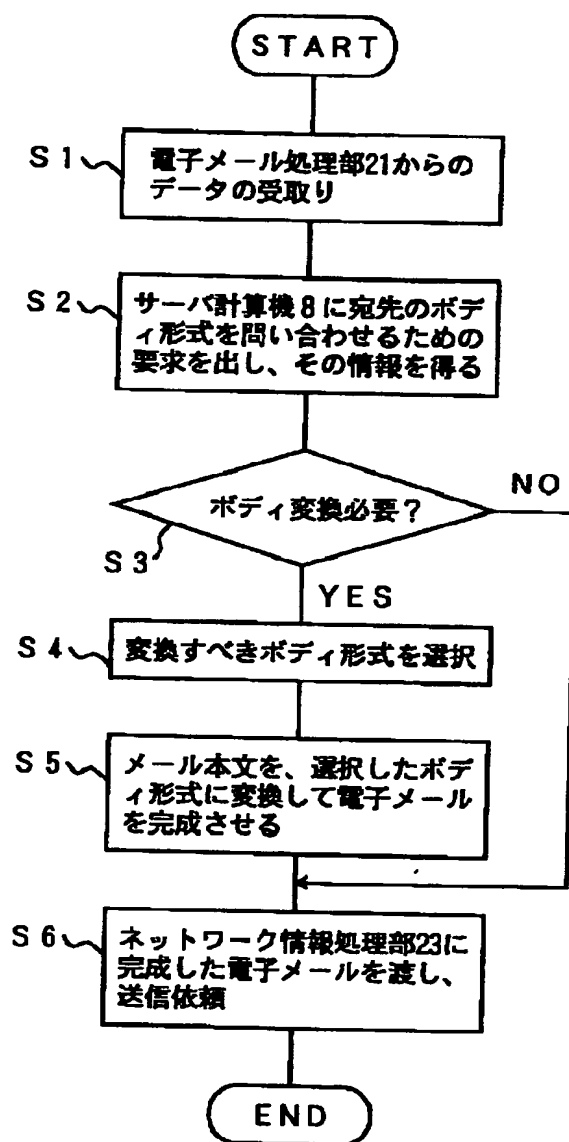 START
S1
電子メール処理部21からの
データの受取り
S2
サーバ計算機8に宛先のボデ
ィ形式を問い合わせるための
要求を出し、その情報を得る
ボディ変換必要?
NO
S3
YES
S4
変換すべきボディ形式を選択
S5
メール本文を、選択したボデ
ィ形式に変換して電子メール
を完成させる
S6
ネットワーク情報処理部23に
完成した電子メールを渡し、
送信依頼
END